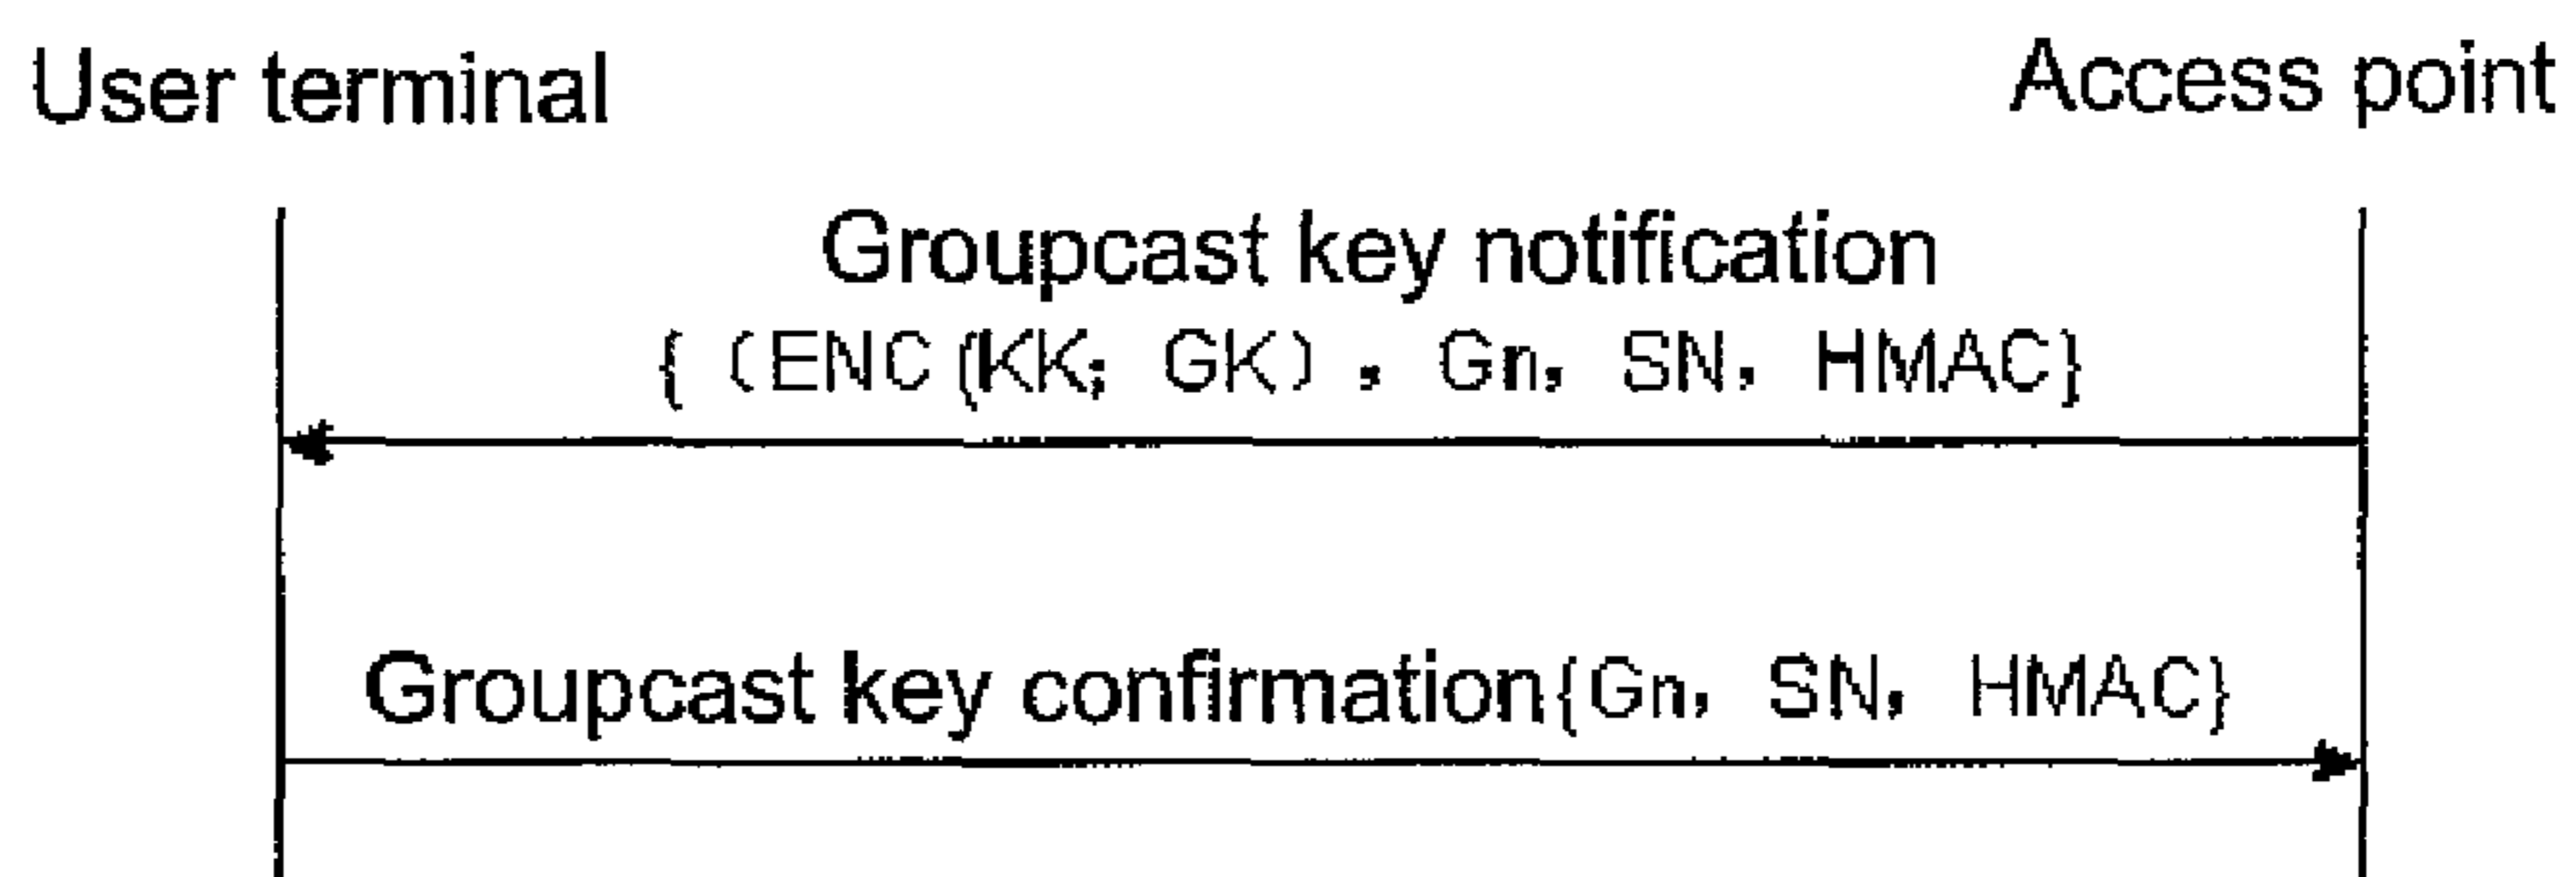 User terminal
Access point
Groupcast key notification
{ (ENC(KK; GK), Gn, SN, HMAC}
Groupcast key confirmation{Gn, SN, HMAC}